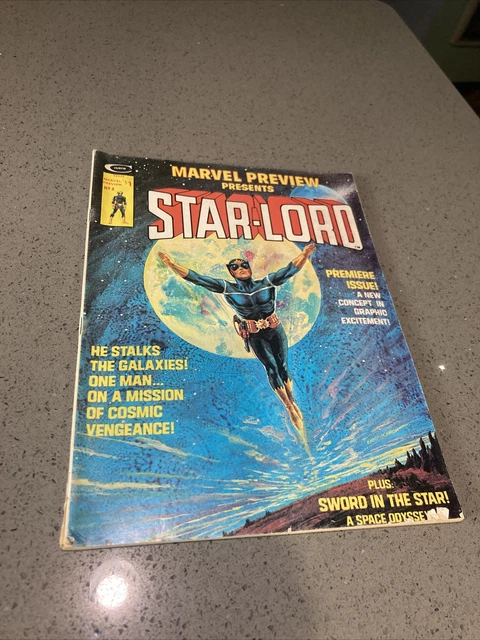 MARVEL PREVIEW
PRESENTS
STAR-LORD
PREMIERE
ISSUE!
A NEW
CONCEPT IN
GRAPHIC
EXCITEMENT!
HE STALKS
THE GALAXIES!
ONE MAN...
ON A MISSION
OF COSMIC
VENGEANCE!
PLUS:
SWORD IN THE STAR!
A SPACE ODYSSEY